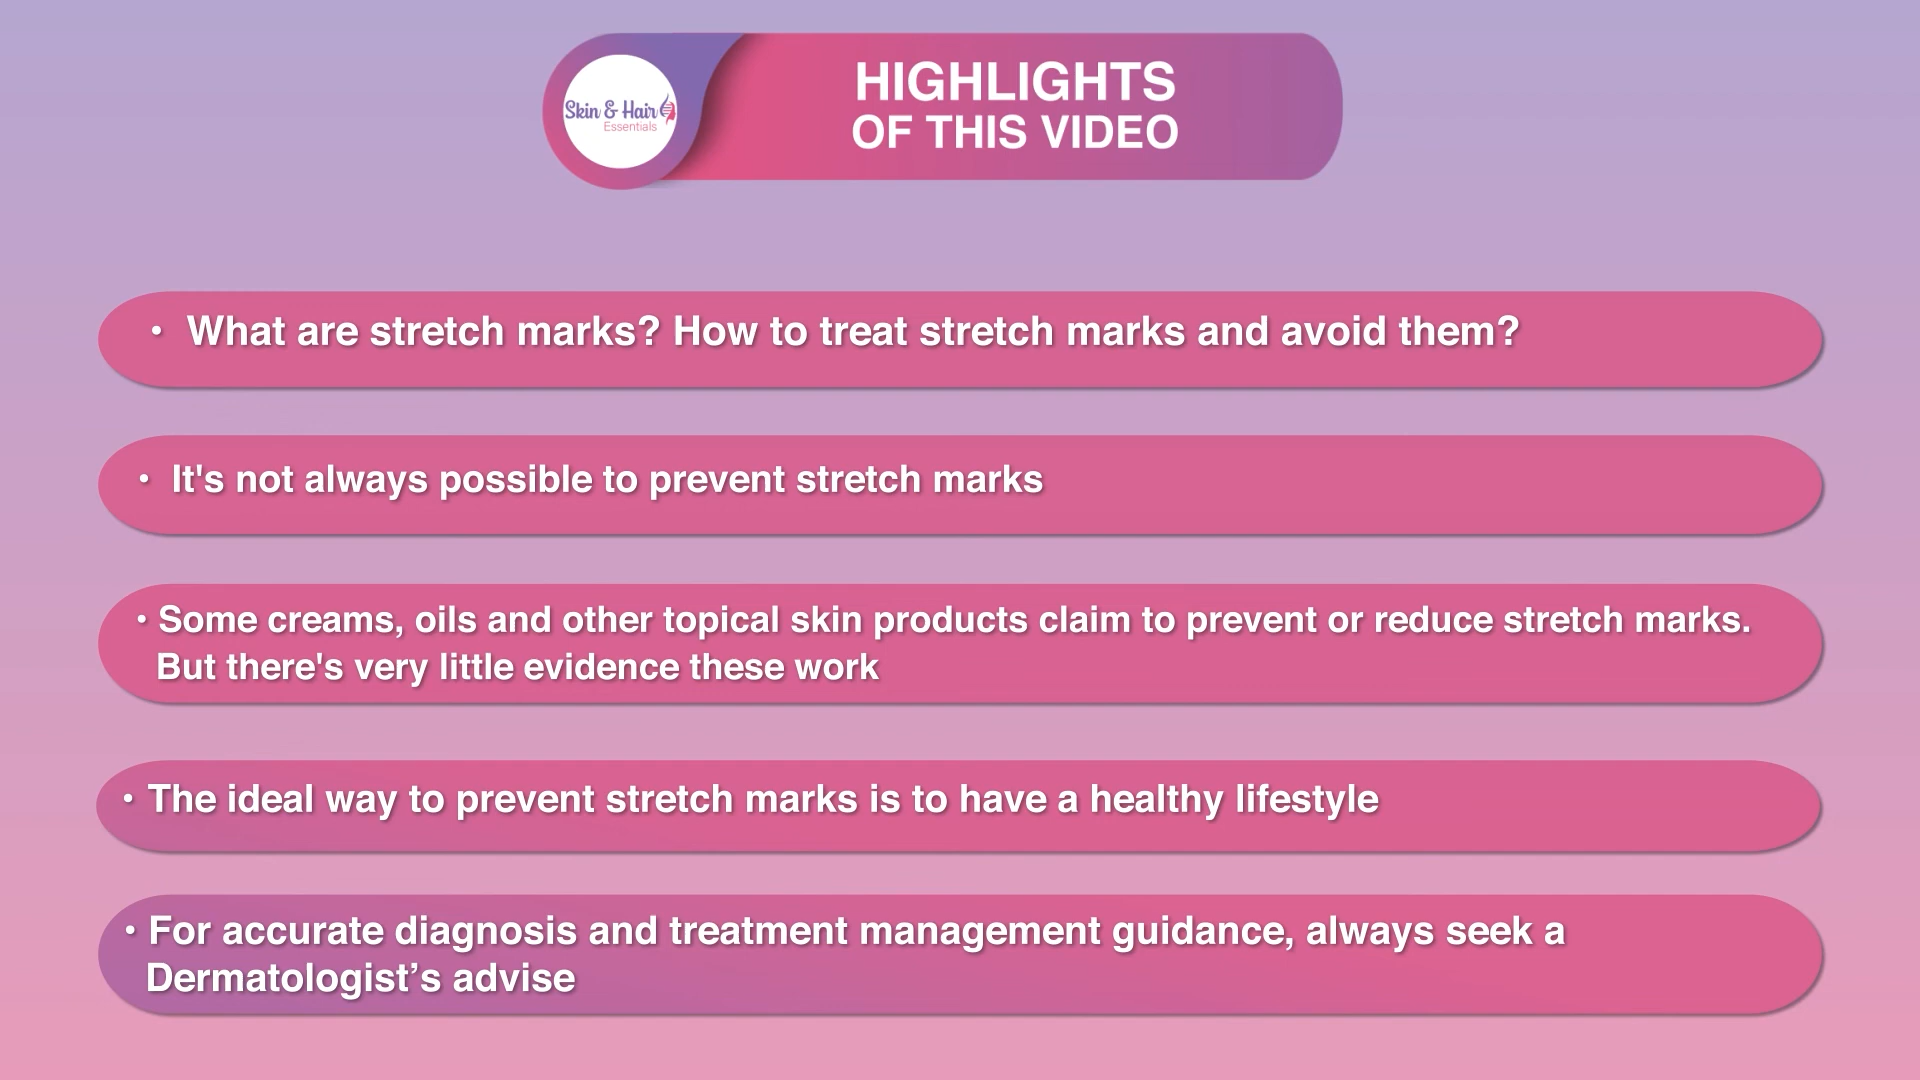 Skin & Hair
Essentials
HIGHLIGHTS
OF THIS VIDEO
• What are stretch marks? How to treat stretch marks and avoid them?
• It's not always possible to prevent stretch marks
• Some creams, oils and other topical skin products claim to prevent or reduce stretch marks.
But there's very little evidence these work
• The ideal way to prevent stretch marks is to have a healthy lifestyle
• For accurate diagnosis and treatment management guidance, always seek a
Dermatologist’s advise